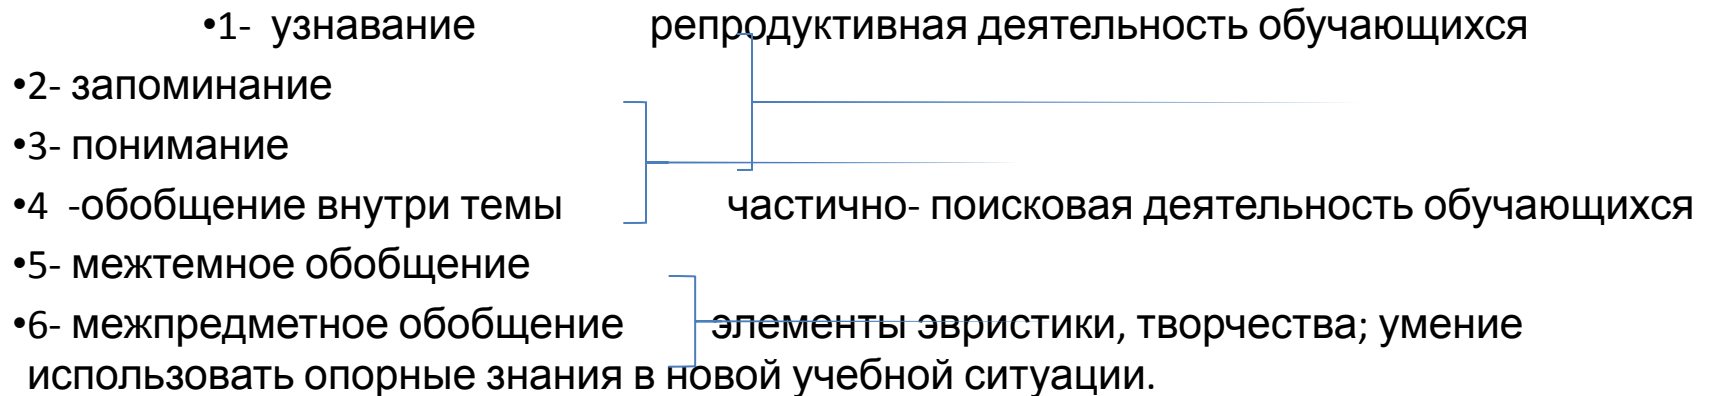 •1- узнавание репродуктивная деятельность обучающихся
•2- запоминание
•3- понимание
•4 -обобщение внутри темы частично- поисковая деятельность обучающихся
•5- межтемное обобщение
•6- межпредметное обобщение элементы эвристики, творчества; умение
использовать опорные знания в новой учебной ситуации.